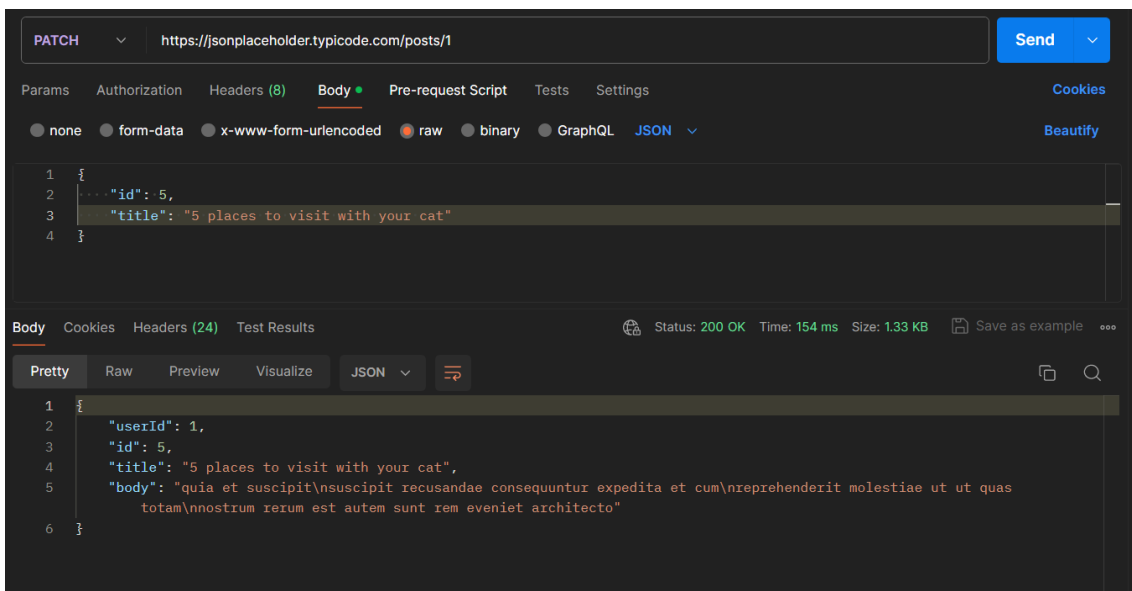 PATCH https://jsonplaceholder.typicode.com/posts/1 Send
Params Authorization Headers (8) Body Pre-request Script Tests Settings Cookies
none form-data x-www-form-urlencoded raw binary GraphQL JSON Beautify
1 {
2 "id": 5,
3 "title": "5 places to visit with your cat"
4 }
Body Cookies Headers (24) Test Results Status: 200 OK Time: 154 ms Size: 1.33 KB Save as example
Pretty Raw Preview Visualize JSON
1 {
2 "userId": 1,
3 "id": 5,
4 "title": "5 places to visit with your cat",
5 "body": "quia et suscipit\nsuscipit recusandae consequuntur expedita et cum\nreprehenderit molestiae ut ut quas
totam\nnostrum rerum est autem sunt rem eveniet architecto"
6 }